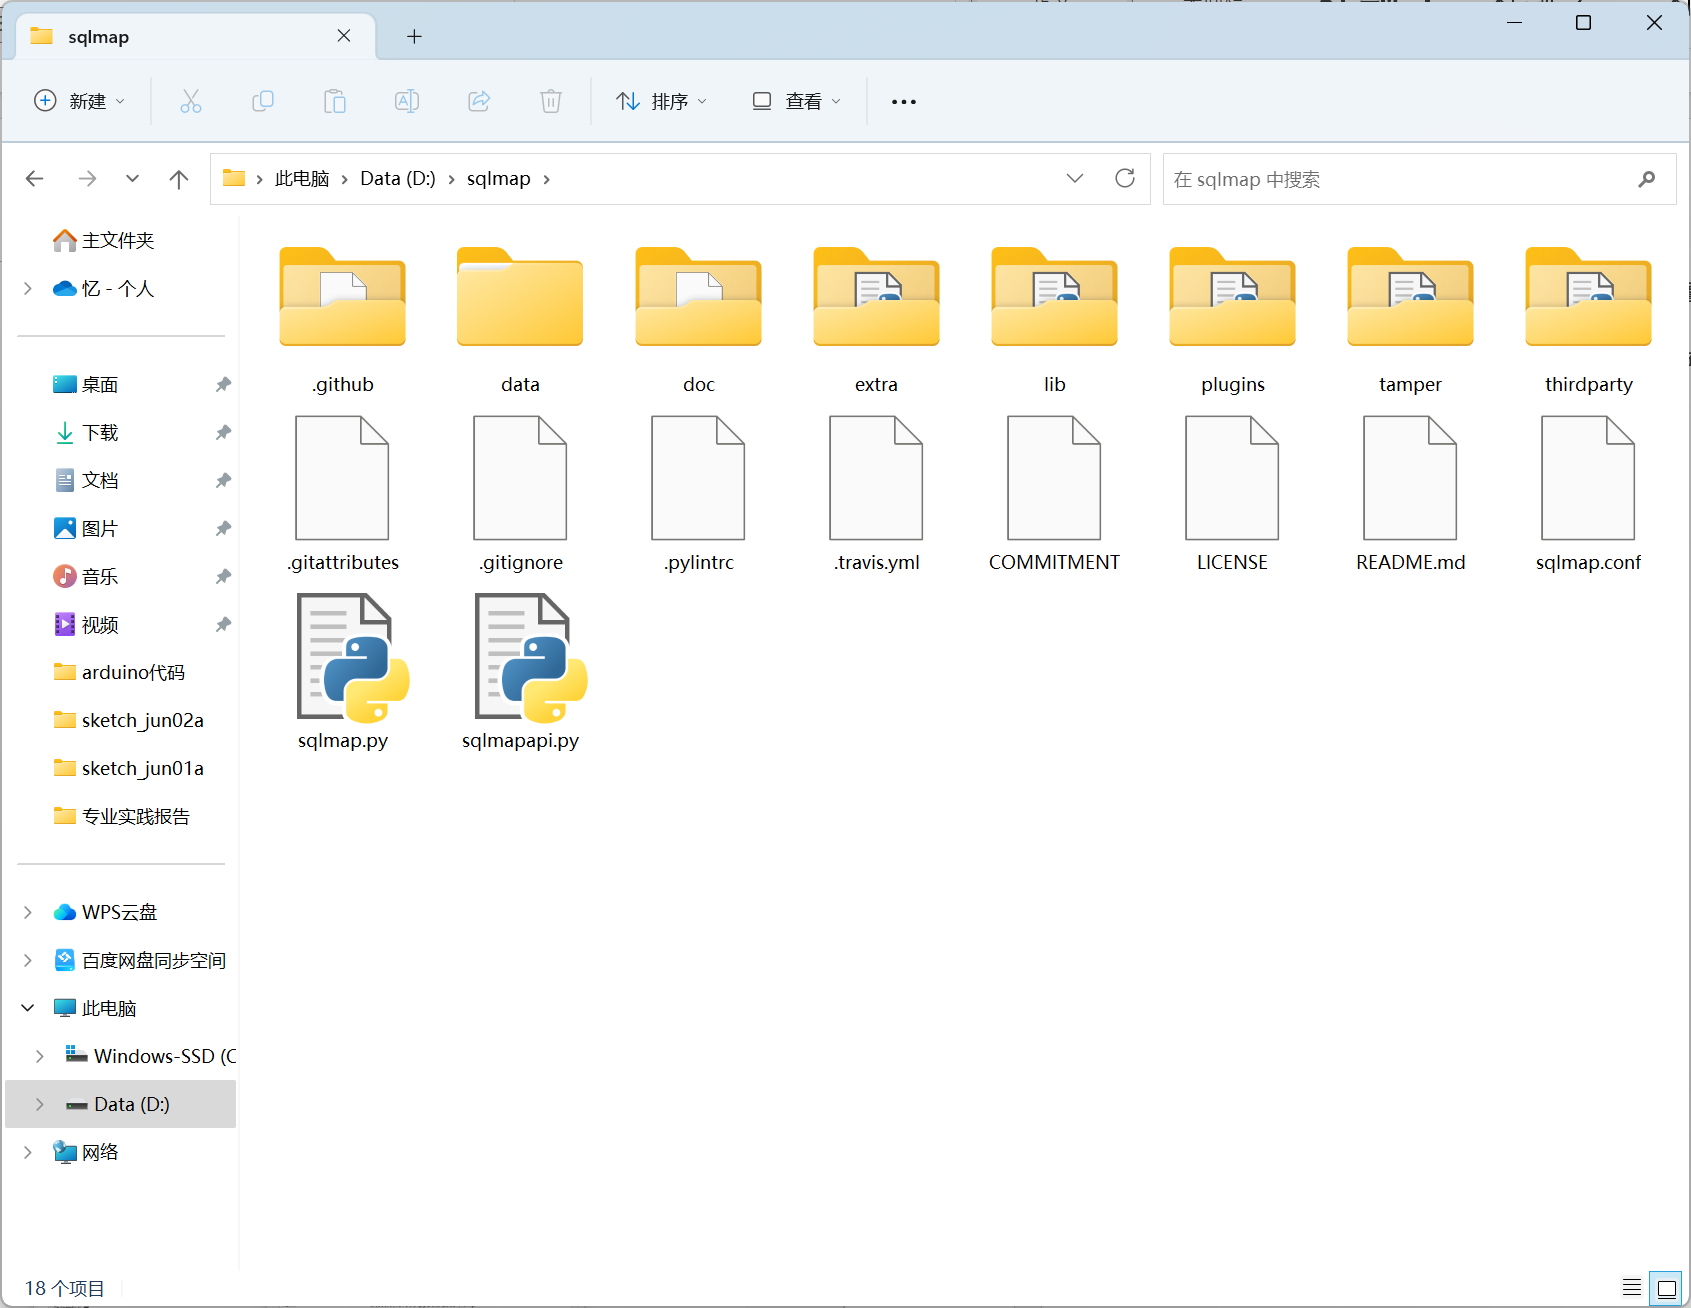 sqlmap
新建
排序
查看
此电脑
Data (D:)
sqlmap
在 sqlmap 中搜索
主文件夹
忆 - 个人
桌面
下载
文档
图片
音乐
视频
arduino代码
sketch_jun02a
sketch_jun01a
专业实践报告
WPS云盘
百度网盘同步空间
此电脑
Windows-SSD (C
Data (D:)
网络
.github
data
doc
extra
lib
plugins
tamper
thirdparty
.gitattributes
.gitignore
.pylintrc
.travis.yml
COMMITMENT
LICENSE
README.md
sqlmap.conf
sqlmap.py
sqlmapapi.py
18 个项目